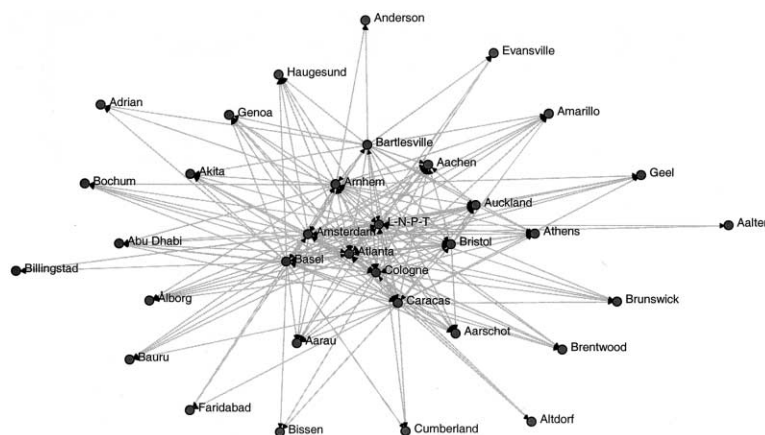 Anderson
Evansville
Haugesund
Adrian
Genoa
Amarillo
Bartlesville
Aachen
Akita
Geel
Bochum
Arnhem
Auckland
L-N-P-T
Aalter
Amsterdam
Athens
Abu Dhabi
Bristol
Atlanta
Basel
Billingstad
Cologne
Alborg
Caracas
Brunswick
Aarschot
Aarau
Brentwood
Bauru
Faridabad
Altdorf
Bissen
Cumberland